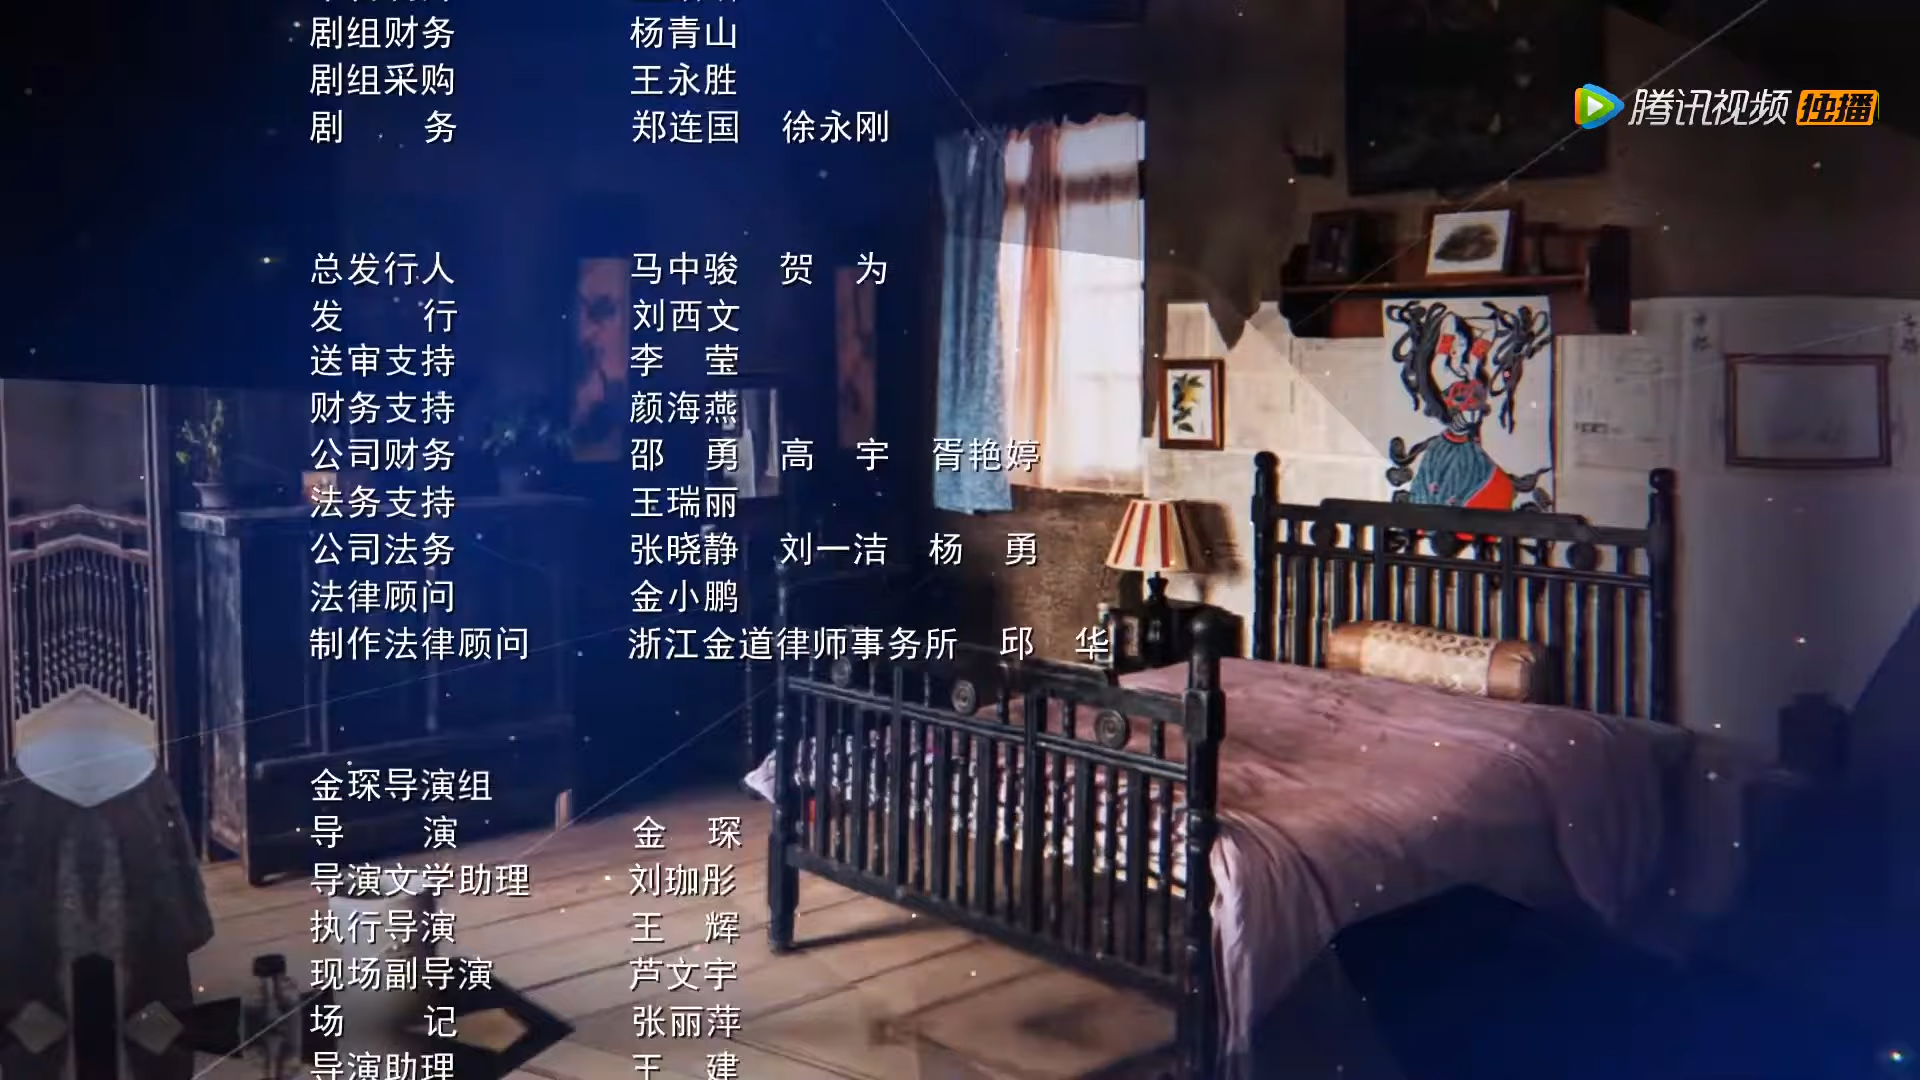 剧组财务 杨青山
剧组采购 王永胜
剧 务 郑连国 徐永刚
腾讯视频 独播
总发行人 马中骏 贺 为
发 行 刘西文
送审支持 李 莹
财务支持 颜海燕
公司财务 邵 勇 高 宇 胥艳婷
法务支持 王瑞丽
公司法务 张晓静 刘一洁 杨 勇
法律顾问 金小鹏
制作法律顾问 浙江金道律师事务所 邱 华
金琛导演组
导 演 金 琛
导演文学助理 刘珈彤
执行导演 王 辉
现场副导演 芦文宇
场 记 张丽萍
导演助理 王 建